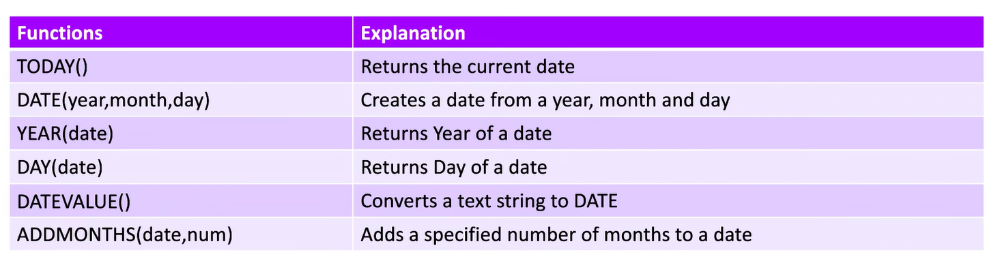 Functions Explanation
TODAY() Returns the current date
DATE(year,month,day) Creates a date from a year, month and day
YEAR(date) Returns Year of a date
DAY(date) Returns Day of a date
DATEVALUE() Converts a text string to DATE
ADDMONTHS(date,num) Adds a specified number of months to a date